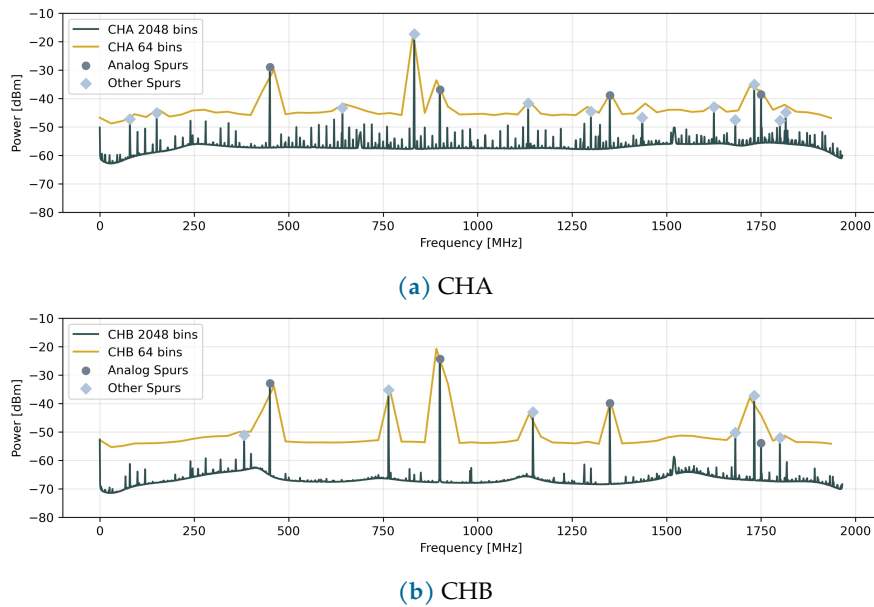 −10
−20
−30
−40
−50
−60
−70
−80
Power [dBm]
CHA 2048 bins
CHA 64 bins
Analog Spurs
Other Spurs
0 250 500 750 1000 1250 1500 1750 2000
Frequency [MHz]
(a) CHA
−10
−20
−30
−40
−50
−60
−70
−80
Power [dBm]
CHB 2048 bins
CHB 64 bins
Analog Spurs
Other Spurs
0 250 500 750 1000 1250 1500 1750 2000
Frequency [MHz]
(b) CHB